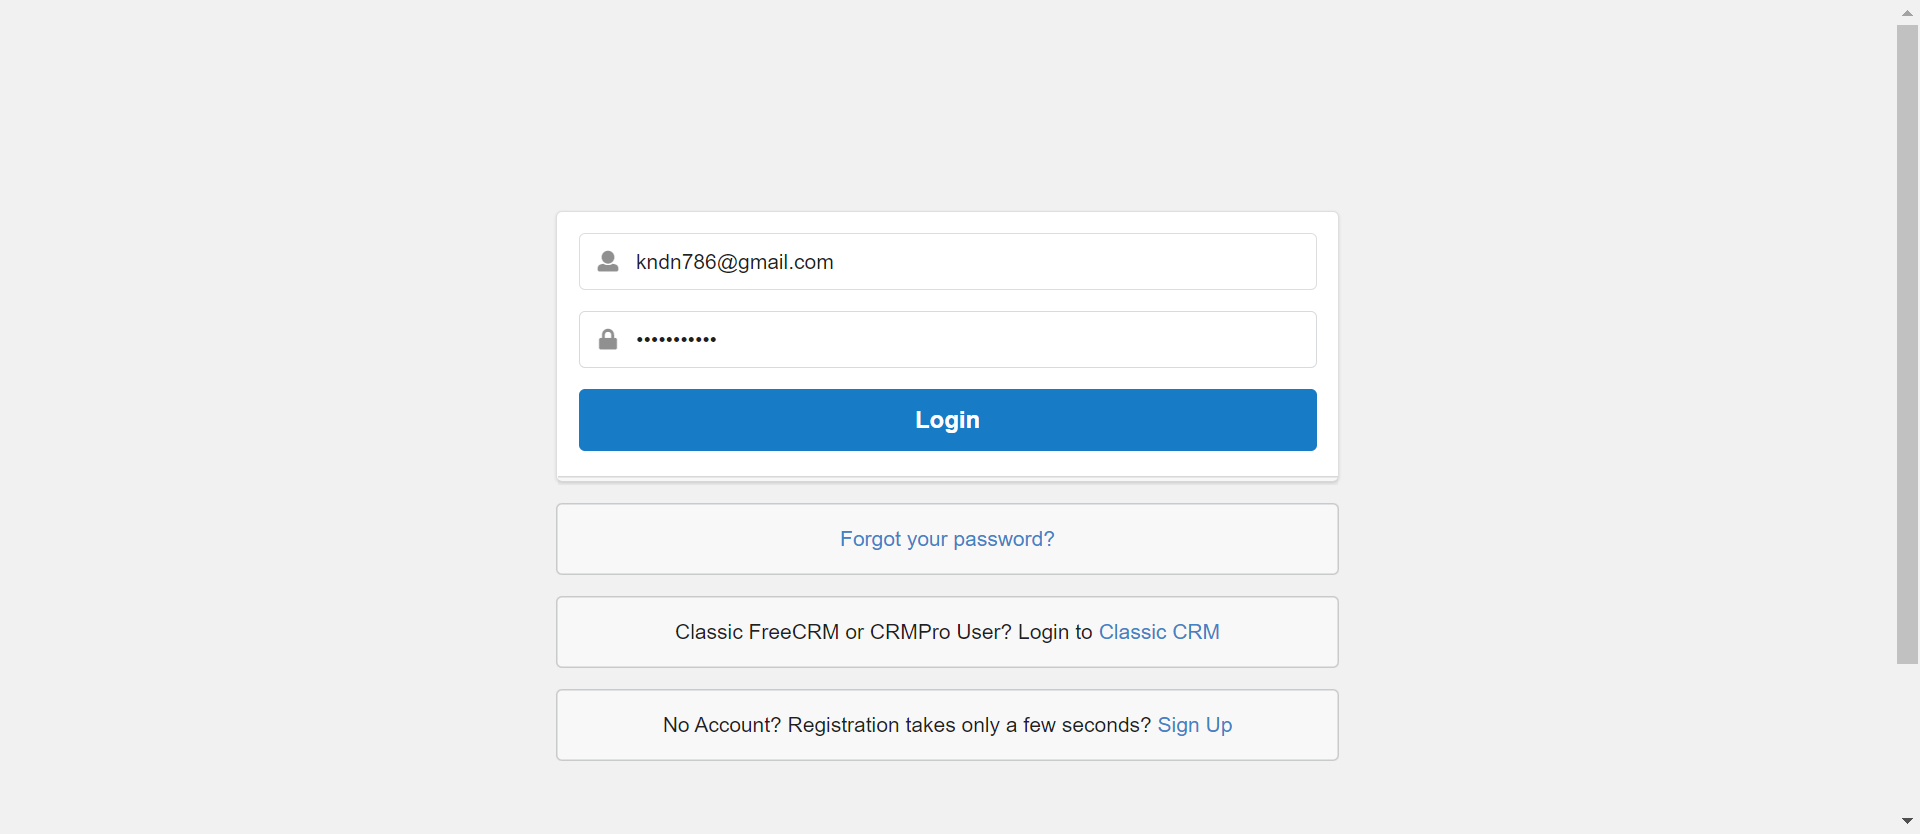 kndn786@gmail.com
•••••••••••
Login
Forgot your password?
Classic FreeCRM or CRMPro User? Login to Classic CRM
No Account? Registration takes only a few seconds? Sign Up